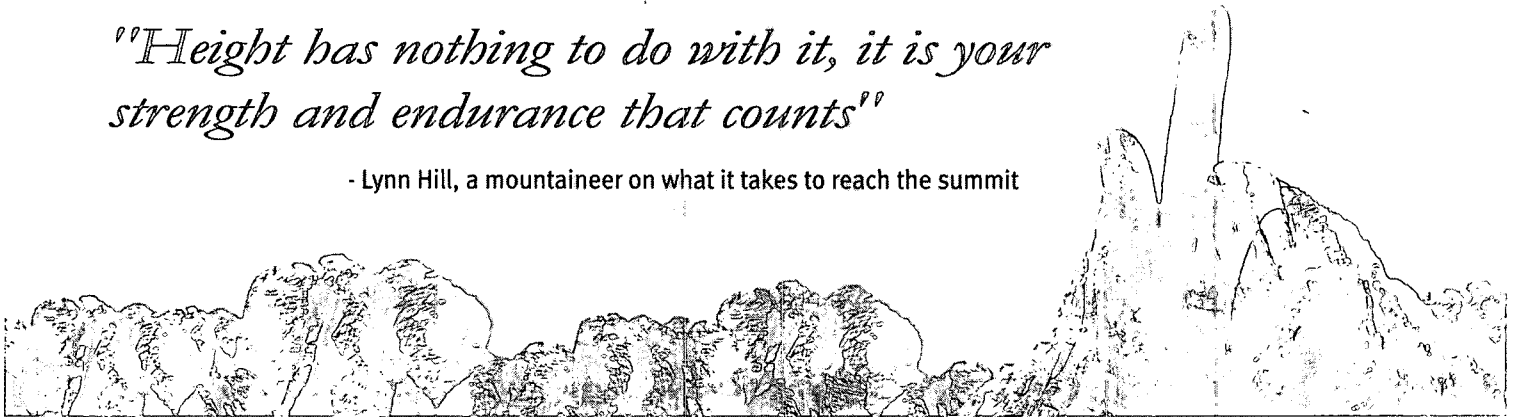 "Height has nothing to do with it, it is your
strength and endurance that counts"
- Lynn Hill, a mountaineer on what it takes to reach the summit